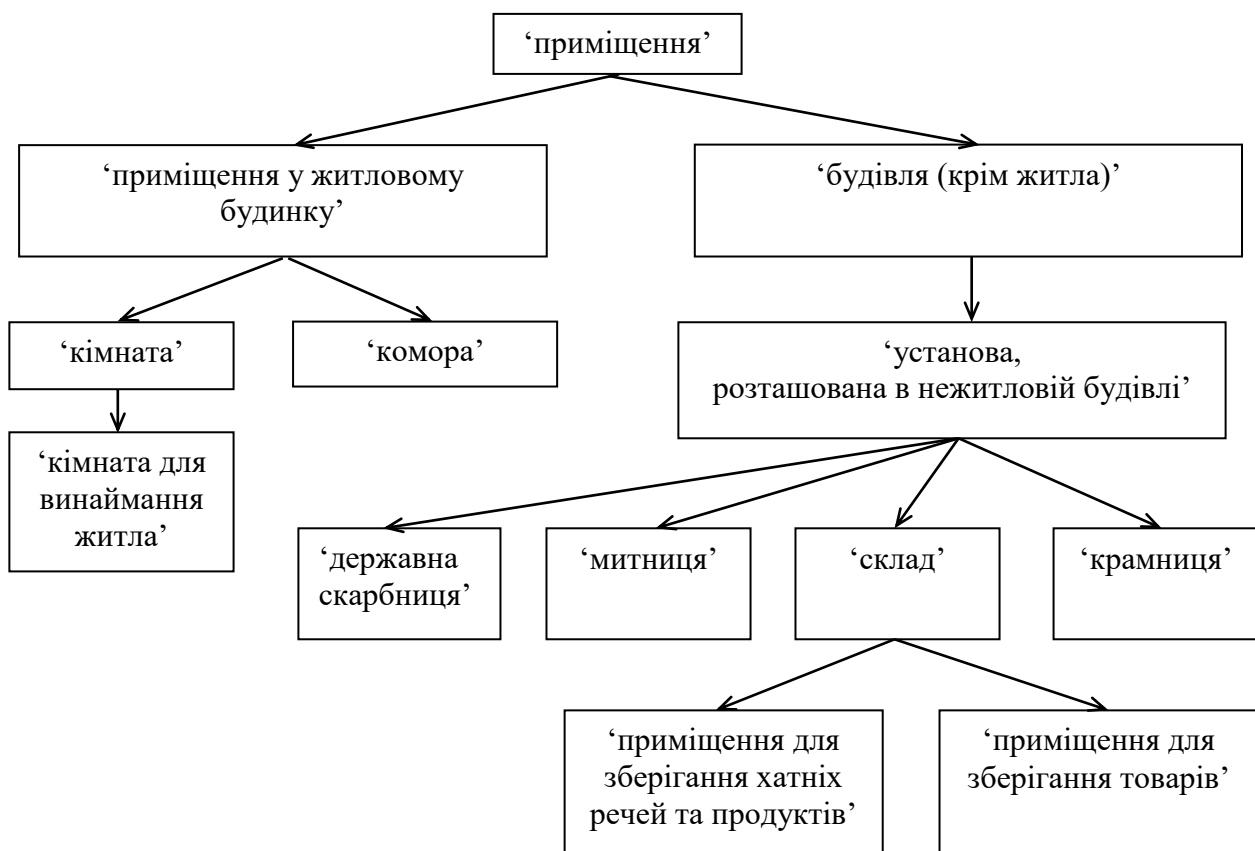 ‘приміщення’
‘приміщення у житловому
будинку’
‘будівля (крім житла)’
‘кімната’
‘комора’
‘установа,
розташована в нежитловій будівлі’
‘кімната для
винаймання
житла’
‘державна
скарбниця’
‘митниця’
‘склад’
‘крамниця’
‘приміщення для
зберігання хатніх
речей та продуктів’
‘приміщення для
зберігання товарів’